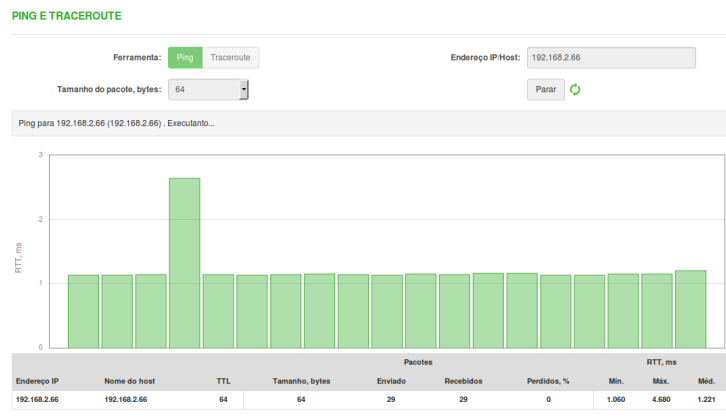 PING E TRACEROUTE
Ferramenta: Ping Traceroute Endereço IP/Host: 192.168.2.66
Tamanho do pacote, bytes: 64 Parar
Ping para 192.168.2.66 (192.168.2.66) . Executanto...
3
2
1
0
RTT, ms
Pacotes RTT, ms
Endereço IP Nome do host TTL Tamanho, bytes Enviado Recebidos Perdidos, % Mín. Máx. Méd.
192.168.2.66 192.168.2.66 64 64 29 29 0 1.060 4.680 1.221